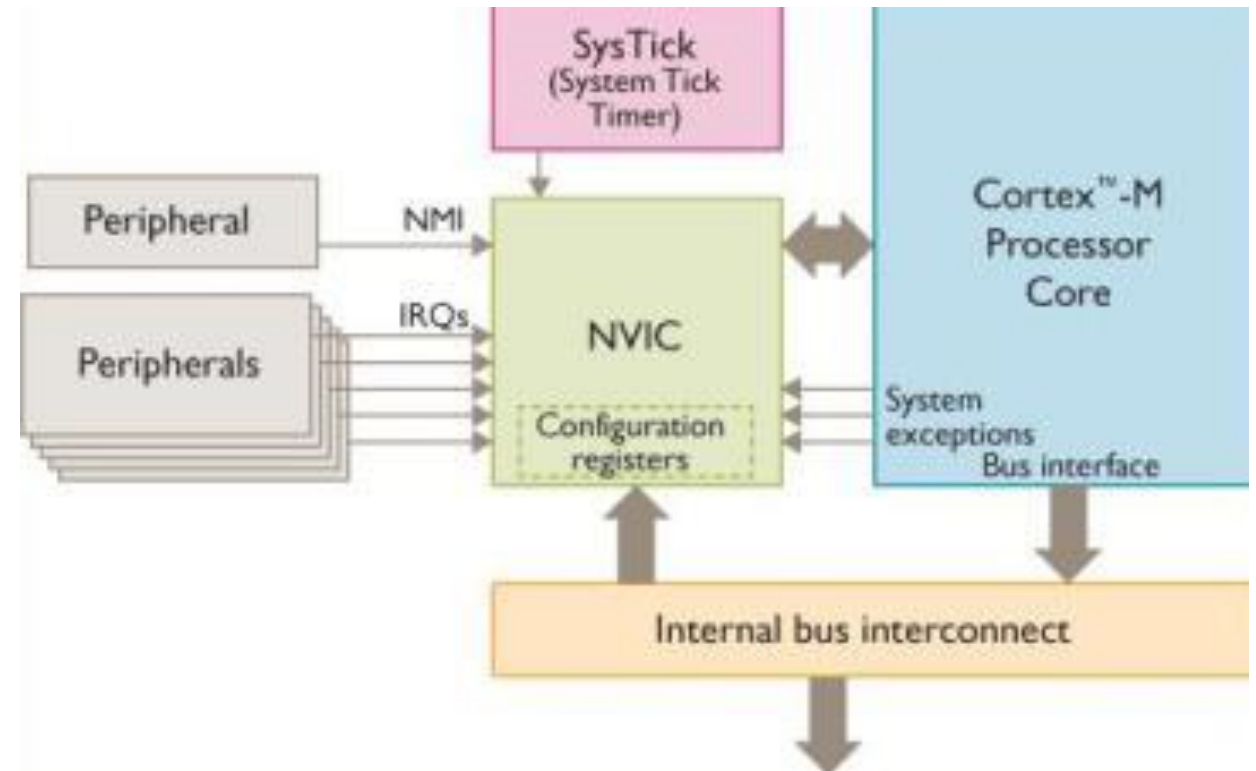 SysTick
(System Tick
Timer)
Peripheral
NMI
Cortex™-M
Processor
Core
IRQs
Peripherals
NVIC
Configuration
registers
System
exceptions
Bus interface
Internal bus interconnect